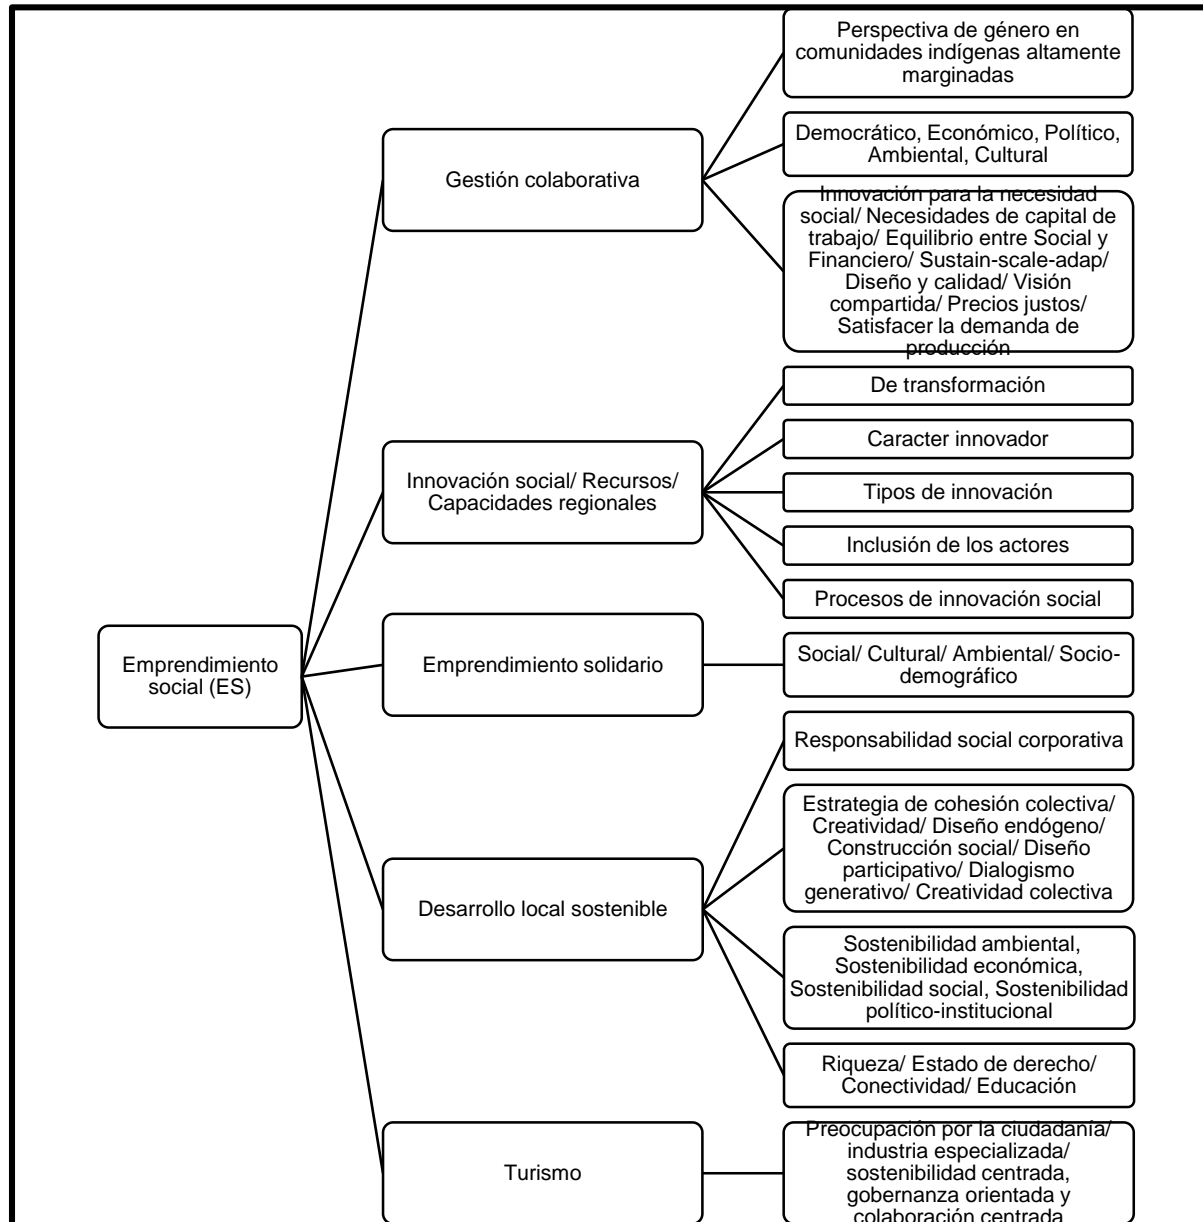 Perspectiva de género en
comunidades indígenas altamente
marginadas
Democrático, Económico, Político,
Ambiental, Cultural
Gestión colaborativa
Innovación para la necesidad
social/ Necesidades de capital de
trabajo/ Equilibrio entre Social y
Financiero/ Sustain-scale-adap/
Diseño y calidad/ Visión
compartida/ Precios justos/
Satisfacer la demanda de
producción
De transformación
Caracter innovador
Innovación social/ Recursos/
Capacidades regionales
Tipos de innovación
Inclusión de los actores
Procesos de innovación social
Emprendimiento
social (ES)
Emprendimiento solidario
Social/ Cultural/ Ambiental/ Socio-
demográfico
Responsabilidad social corporativa
Estrategia de cohesión colectiva/
Creatividad/ Diseño endógeno/
Construcción social/ Diseño
participativo/ Dialogismo
generativo/ Creatividad colectiva
Desarrollo local sostenible
Sostenibilidad ambiental,
Sostenibilidad económica,
Sostenibilidad social, Sostenibilidad
político-institucional
Riqueza/ Estado de derecho/
Conectividad/ Educación
Turismo
Preocupación por la ciudadanía/
industria especializada/
sostenibilidad centrada,
gobernanza orientada y
colaboración centrada